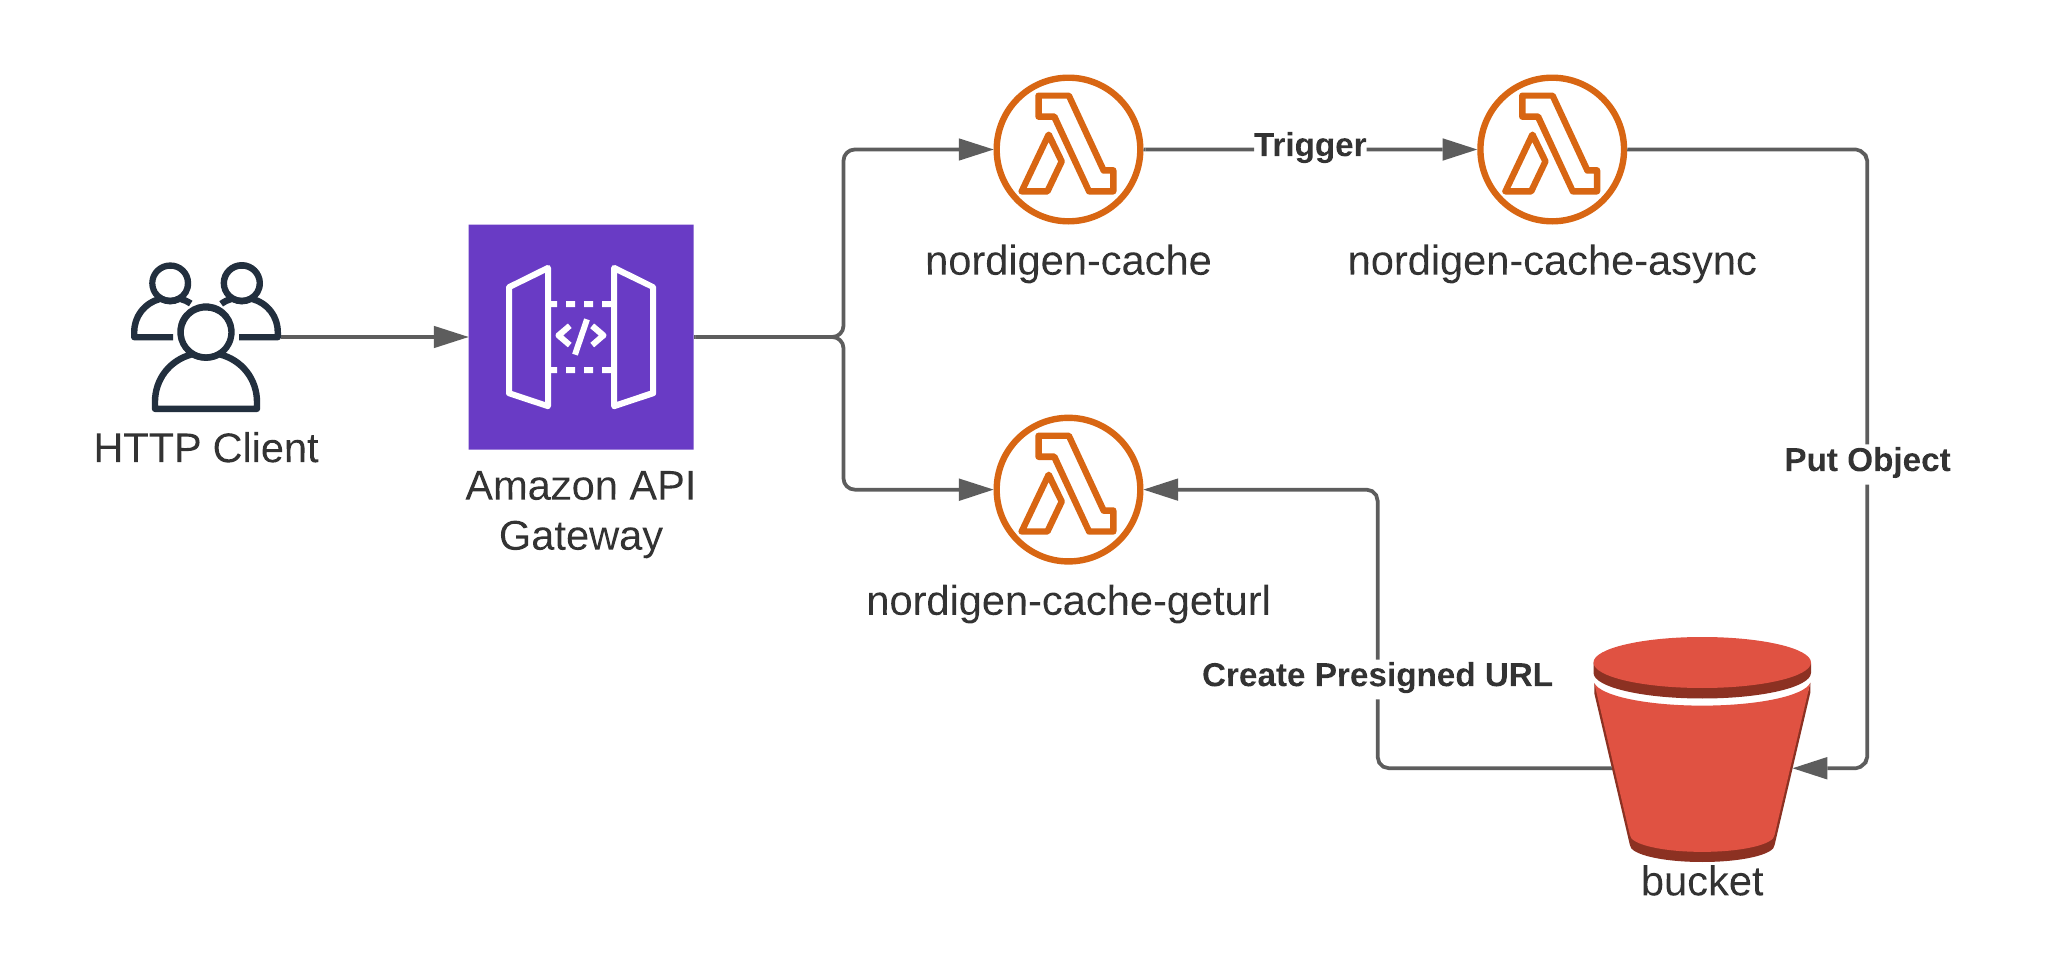 Trigger
nordigen-cache
nordigen-cache-async
</>
HTTP Client
Amazon API
Gateway
Put Object
nordigen-cache-geturl
Create Presigned URL
bucket